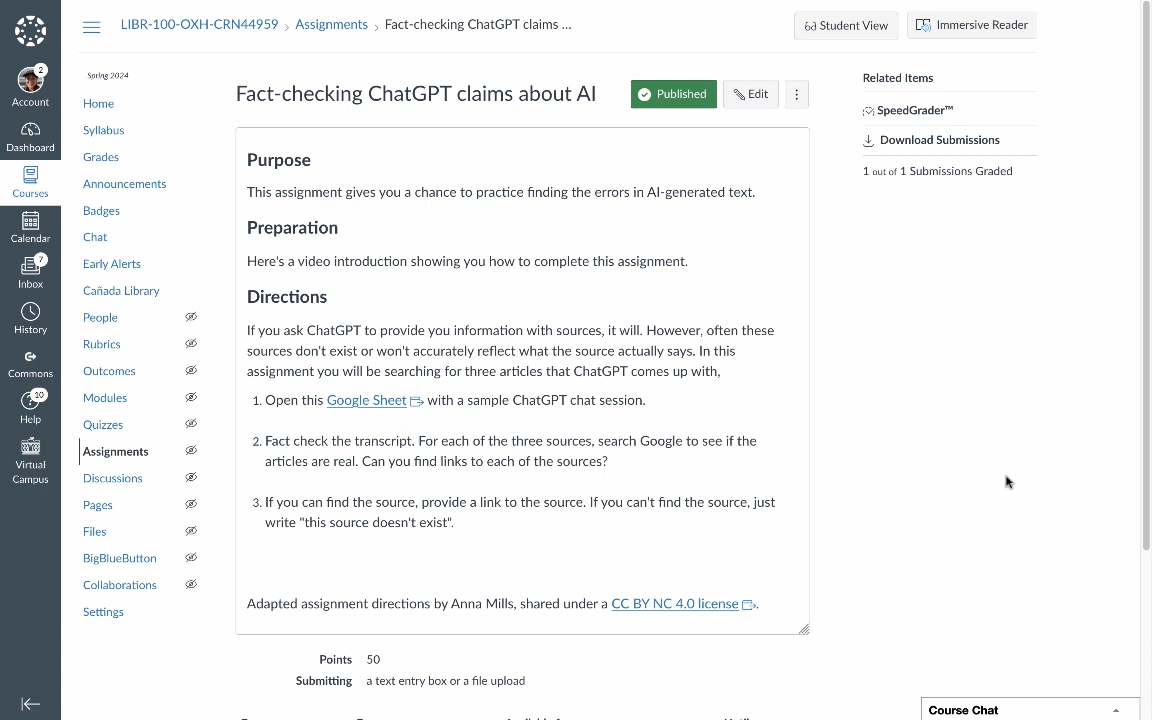 LIBR-100-OXH-CRN44959 › Assignments › Fact-checking ChatGPT claims ...
Student View
Immersive Reader
2
Account
Dashboard
Courses
Calendar
7
Inbox
History
Commons
10
Help
Virtual
Campus
Spring 2024
Home
Syllabus
Grades
Announcements
Badges
Chat
Early Alerts
Cañada Library
People
Rubrics
Outcomes
Modules
Quizzes
Assignments
Discussions
Pages
Files
BigBlueButton
Collaborations
Settings
Fact-checking ChatGPT claims about AI
Published
Edit
Purpose
This assignment gives you a chance to practice finding the errors in AI-generated text.
Preparation
Here's a video introduction showing you how to complete this assignment.
Directions
If you ask ChatGPT to provide you information with sources, it will. However, often these
sources don't exist or won't accurately reflect what the source actually says. In this
assignment you will be searching for three articles that ChatGPT comes up with,
1. Open this Google Sheet with a sample ChatGPT chat session.
2. Fact check the transcript. For each of the three sources, search Google to see if the
articles are real. Can you find links to each of the sources?
3. If you can find the source, provide a link to the source. If you can't find the source, just
write "this source doesn't exist".
Adapted assignment directions by Anna Mills, shared under a CC BY NC 4.0 license.
Points 50
Submitting a text entry box or a file upload
Related Items
SpeedGrader™
Download Submissions
1 out of 1 Submissions Graded
Course Chat